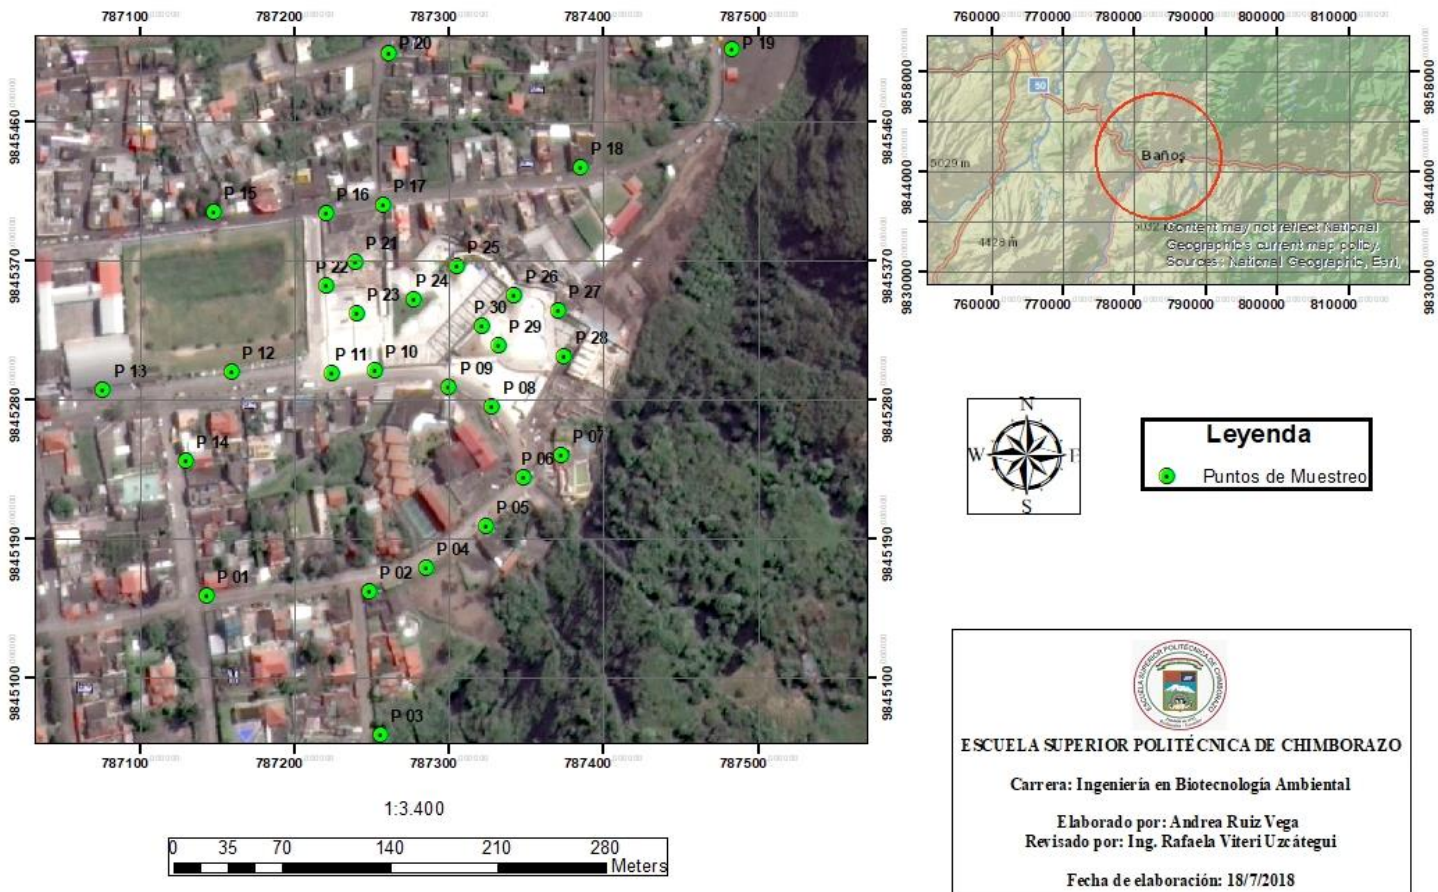 787100 787200 787300 787400 787500
760000 770000 780000 790000 800000 810000
9845460
9845370
9845280
9845190
9845100
9845460
9845370
9845280
9845190
9845100
9858000
9844000
9830000
9858000
9844000
9830000
P 20
P 19
P 18
P 17
P 16
P 15
P 21
P 25
P 22
P 24
P 26
P 23
P 27
P 30
P 29
P 28
P 11
P 10
P 12
P 13
P 09
P 08
P 14
P 07
P 06
P 05
P 04
P 01
P 02
P 03
787100 787200 787300 787400 787500
50
Baños
5029 m
4428 m
Content may not reflect National
Geographic's current map policy.
Sources: National Geographic, Esri,
760000 770000 780000 790000 800000 810000
N
W E
S
Leyenda
Puntos de Muestreo
1:3.400
0 35 70 140 210 280
Meters
ESCUELA SUPERIOR POLITÉCNICA DE CHIMBORAZO
ESCUELA SUPERIOR POLITÉCNICA DE CHIMBORAZO
Carrera: Ingeniería en Biotecnología Ambiental
Elaborado por: Andrea Ruiz Vega
Revisado por: Ing. Rafaela Viteri Uzcátegui
Fecha de elaboración: 18/7/2018